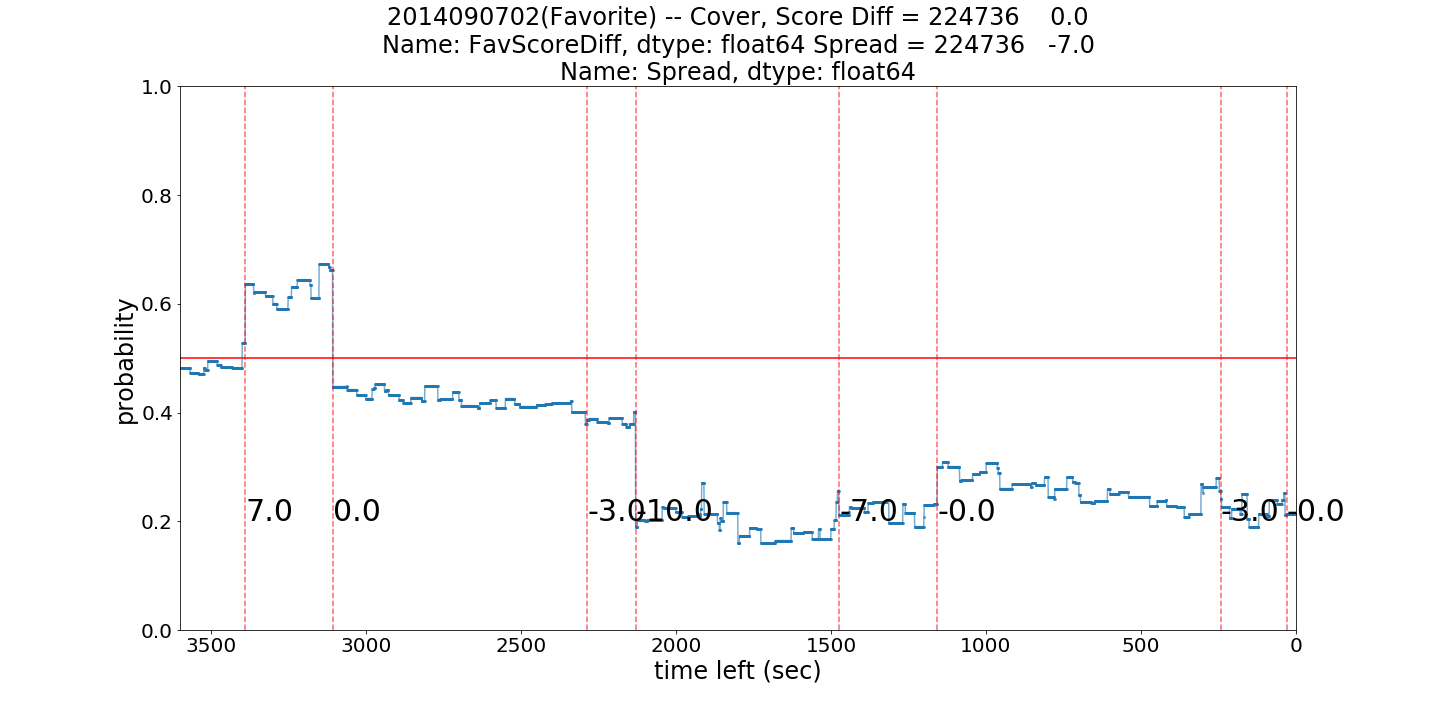 2014090702(Favorite) -- Cover, Score Diff = 224736    0.0
Name: FavScoreDiff, dtype: float64 Spread = 224736   -7.0
Name: Spread, dtype: float64
1.0
0.8
0.6
0.4
0.2
0.0
probability
7.0 0.0 -3.0 -10.0 -7.0 -0.0 -3.0 -0.0
3500 3000 2500 2000 1500 1000 500 0
time left (sec)